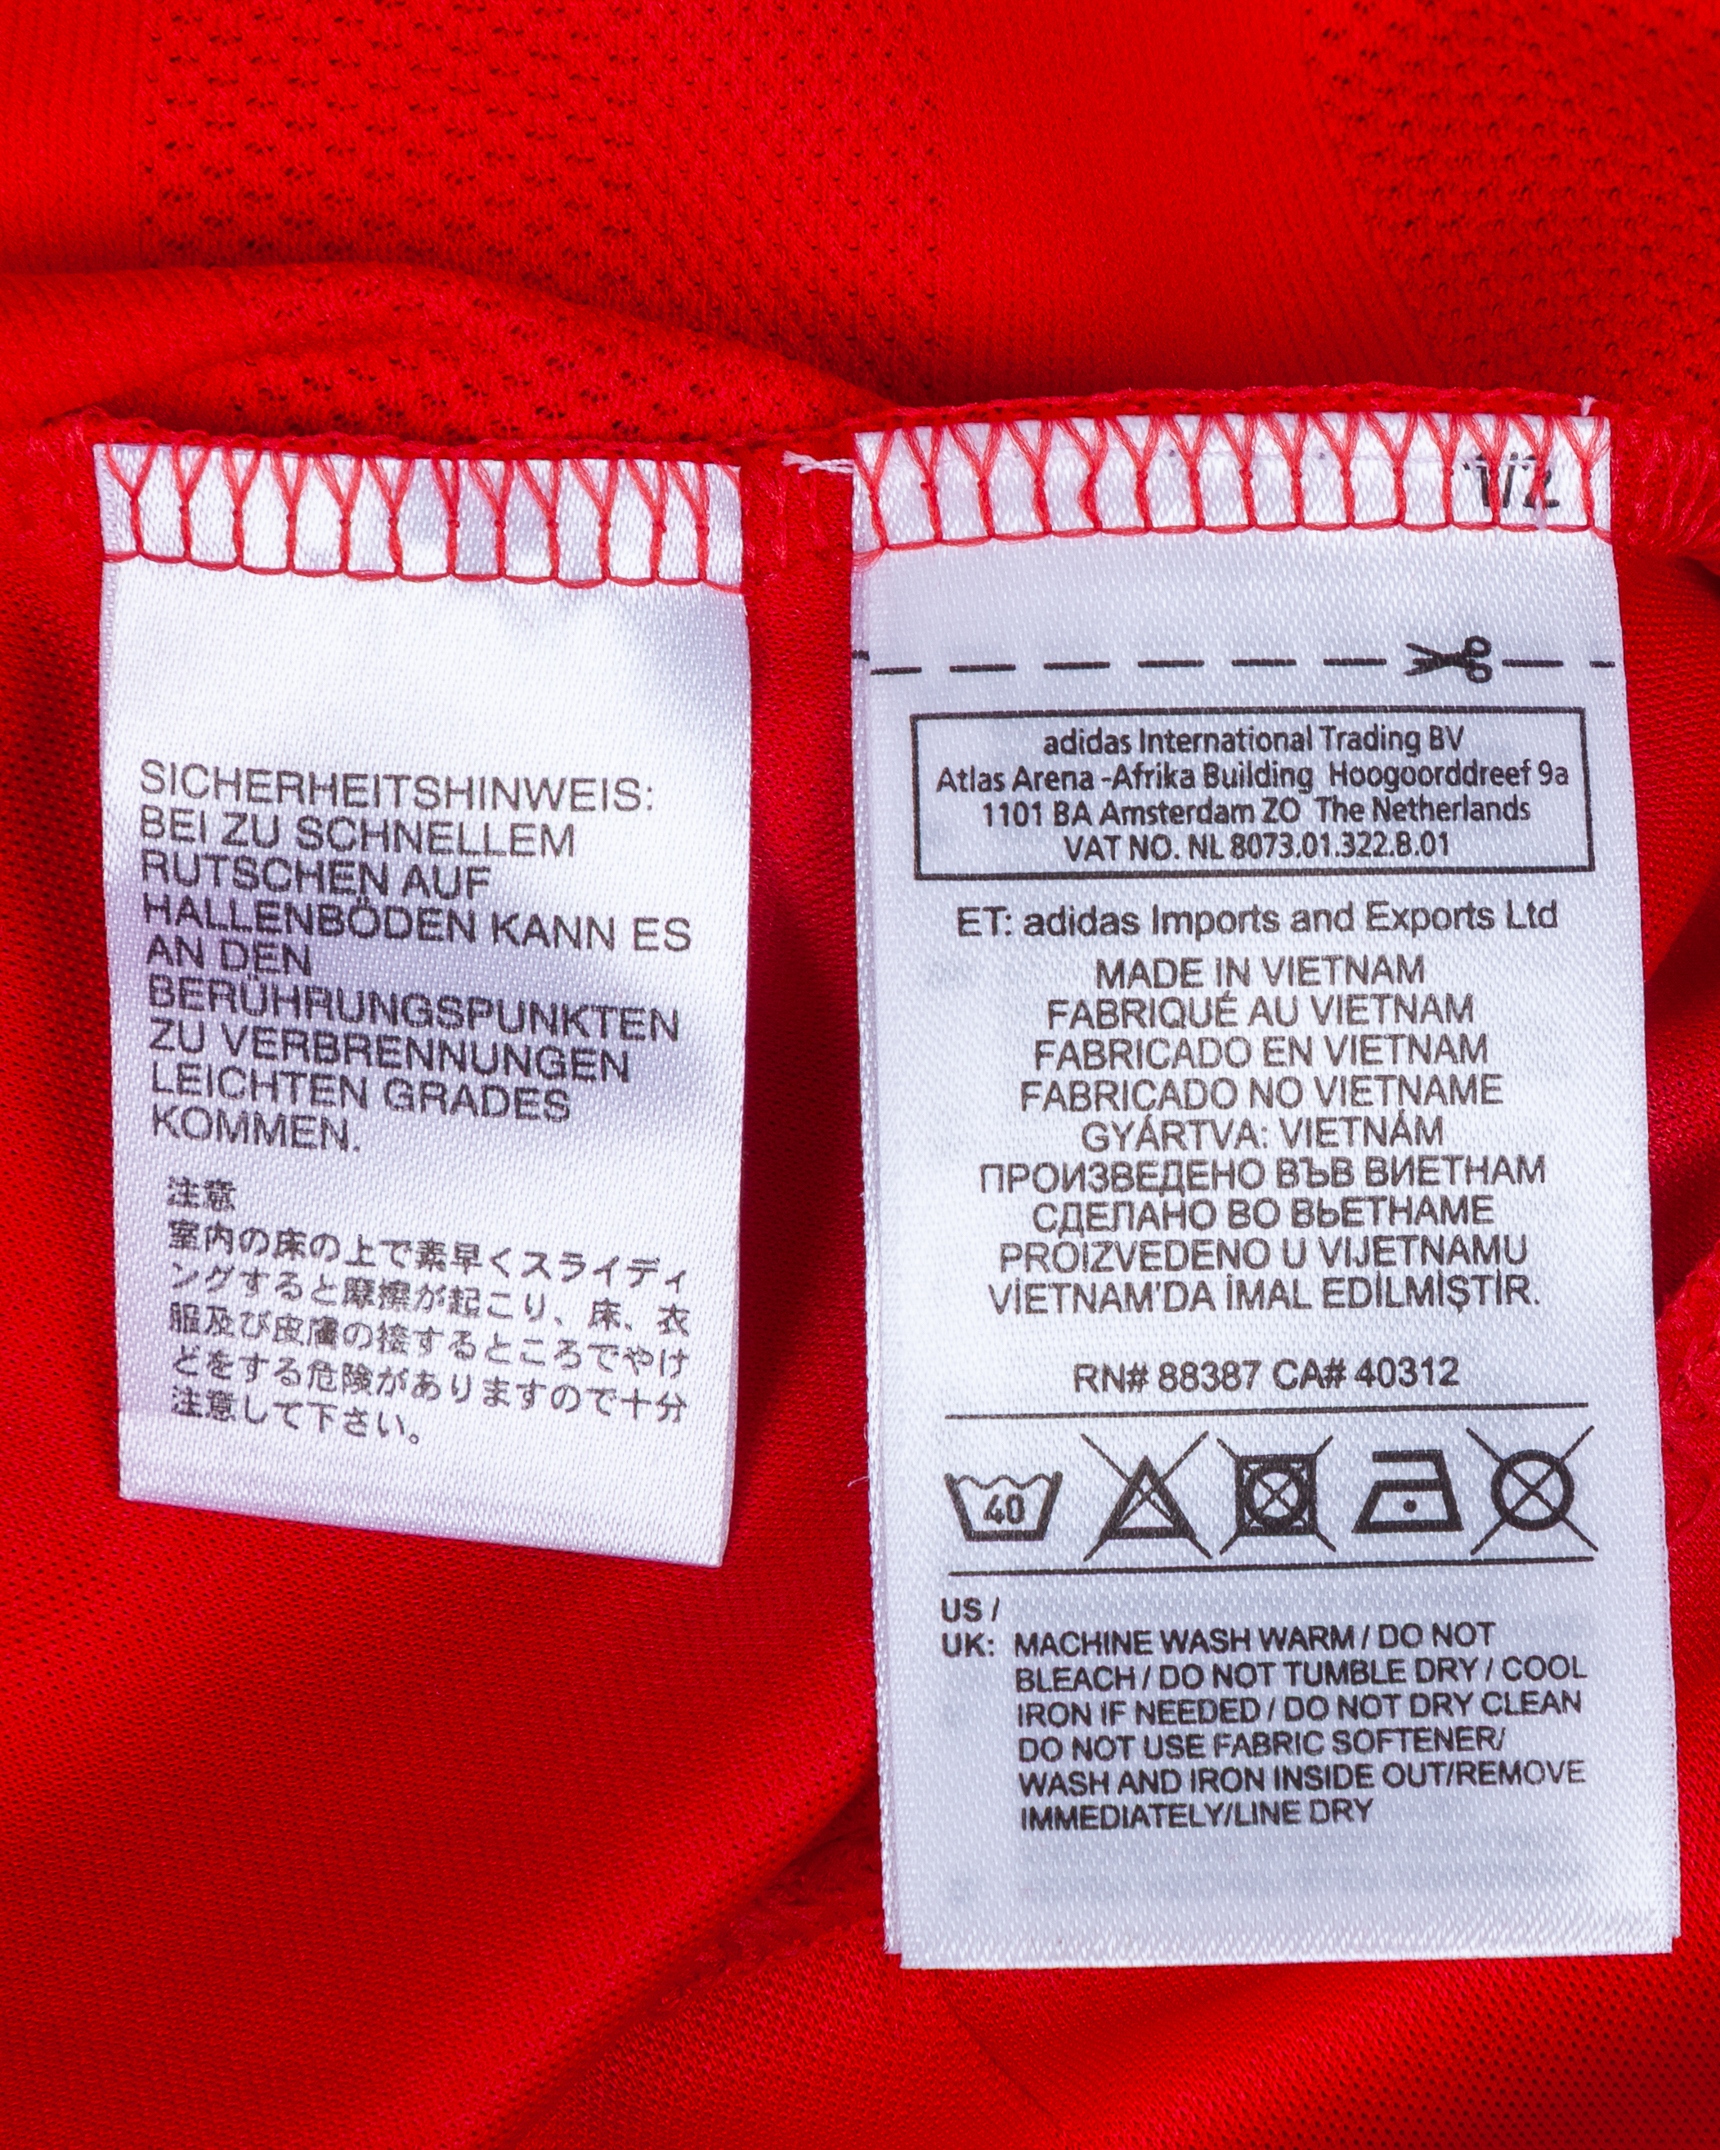 SICHERHEITSHINWEIS:
BEI ZU SCHNELLEM
RUTSCHEN AUF
HALLENBÖDEN KANN ES
AN DEN
BERÜHRUNGSPUNKTEN
ZU VERBRENNUNGEN
LEICHTEN GRADES
KOMMEN.
注意
室内の床の上で素早くスライディ
ングすると摩擦が起こり、床、衣
服及び皮膚の接するところでやけ
どをする危険がありますので十分
注意して下さい。
1/2
adidas International Trading BV
Atlas Arena -Afrika Building Hoogoorddreef 9a
1101 BA Amsterdam ZO The Netherlands
VAT NO. NL 8073.01.322.B.01
ET: adidas Imports and Exports Ltd
MADE IN VIETNAM
FABRIQUÉ AU VIETNAM
FABRICADO EN VIETNAM
FABRICADO NO VIETNAME
GYÁRTVA: VIETNÁM
ПРОИЗВЕДЕНО ВЪВ ВИЕТНАМ
СДЕЛАНО ВО ВЬЕТНАМЕ
PROIZVEDENO U VIJETNAMU
VİETNAM'DA İMAL EDİLMİŞTİR.
RN# 88387 CA# 40312
40
US /
UK: MACHINE WASH WARM / DO NOT
BLEACH / DO NOT TUMBLE DRY / COOL
IRON IF NEEDED / DO NOT DRY CLEAN
DO NOT USE FABRIC SOFTENER/
WASH AND IRON INSIDE OUT/REMOVE
IMMEDIATELY/LINE DRY